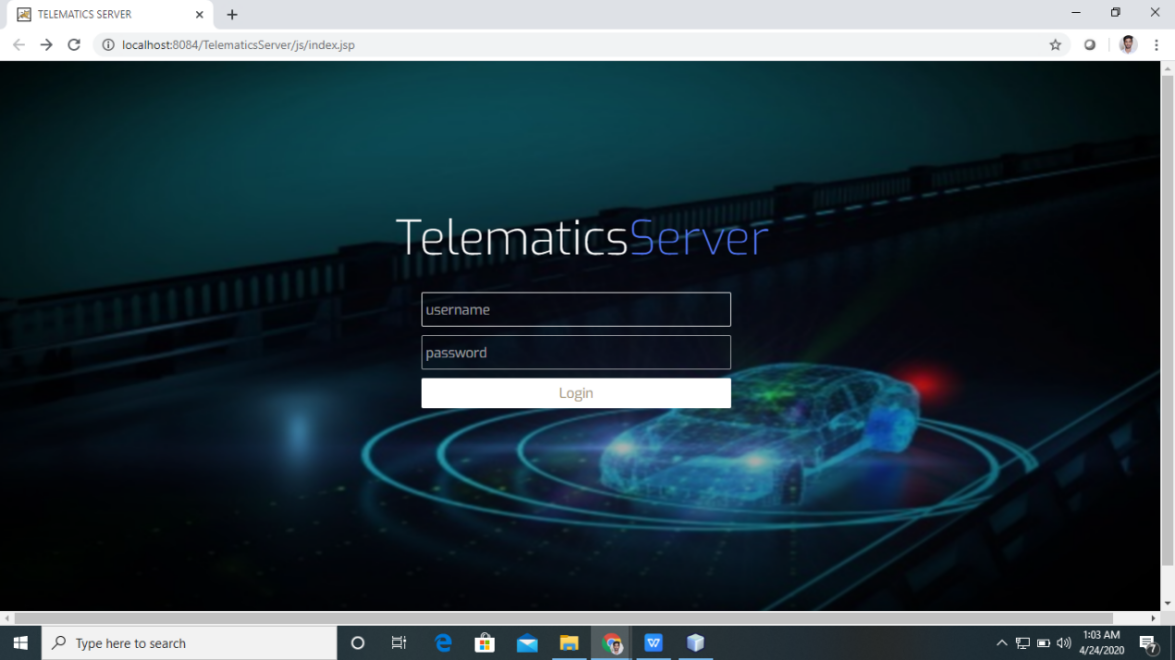 TELEMATICS SERVER
localhost:8084/TelematicsServer/js/index.jsp
TelematicsServer
username
password
Login
Type here to search
1:03 AM
4/24/2020
7